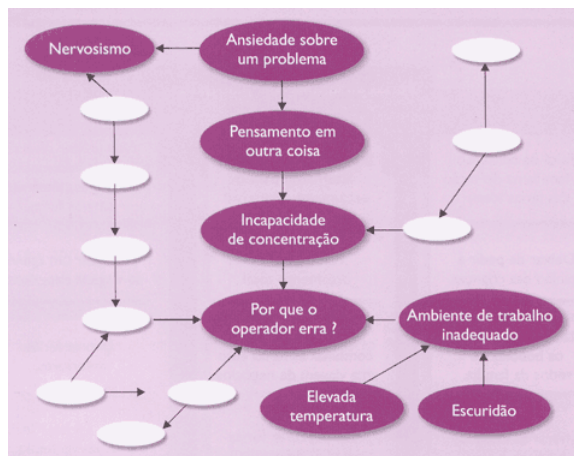 Nervosismo
Ansiedade sobre
um problema
Pensamento em
outra coisa
Incapacidade
de concentração
Por que o
operador erra ?
Ambiente de trabalho
inadequado
Elevada
temperatura
Escuridão